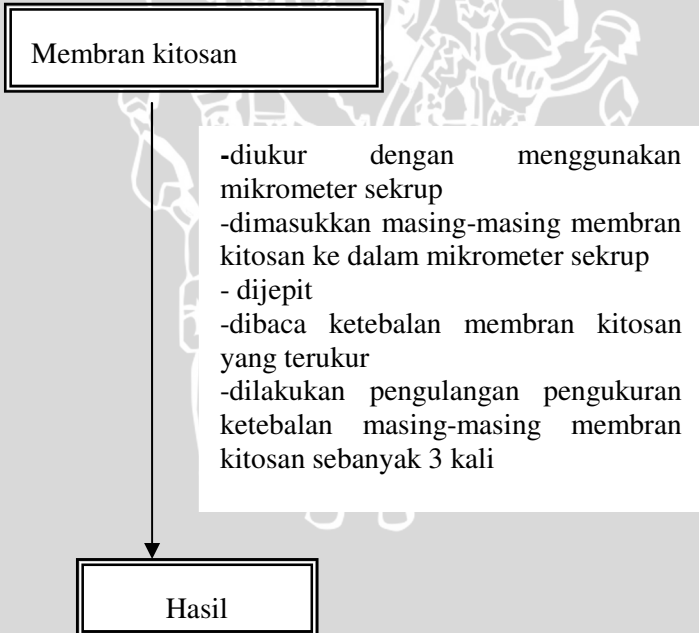 Membran kitosan
-diukur dengan menggunakan
mikrometer sekrup
-dimasukkan masing-masing membran
kitosan ke dalam mikrometer sekrup
- dijepit
-dibaca ketebalan membran kitosan
yang terukur
-dilakukan pengulangan pengukuran
ketebalan masing-masing membran
kitosan sebanyak 3 kali
Hasil